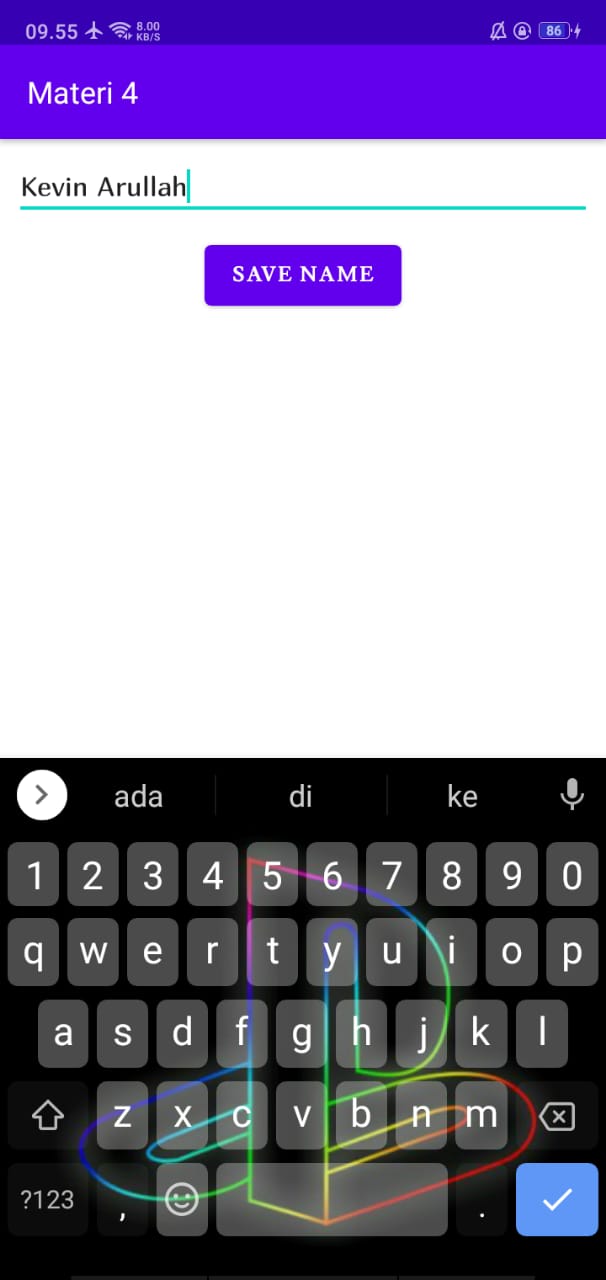 09.55 8.00 KB/S 86
Materi 4
Kevin Arullah
SAVE NAME
ada di ke
1 2 3 4 5 6 7 8 9 0
q w e r t y u i o p
a s d f g h j k l
z x c v b n m
?123 , .